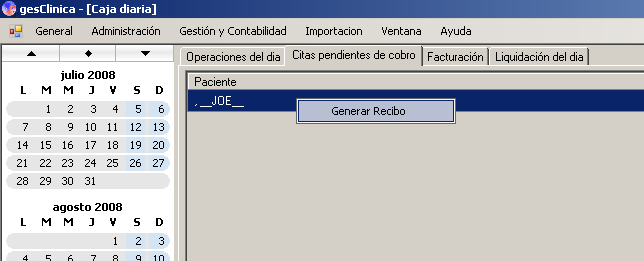 gesClinica - [Caja diaria]
General Administración Gestión y Contabilidad Importacion Ventana Ayuda
Operaciones del dia Citas pendientes de cobro Facturación Liquidación del dia
julio 2008
L M M J V S D
1 2 3 4 5 6
7 8 9 10 11 12 13
14 15 16 17 18 19 20
21 22 23 24 25 26 27
28 29 30 31
agosto 2008
L M M J V S D
1 2 3
4 5 6 7 8 9 10
Paciente
,__JOE__
Generar Recibo